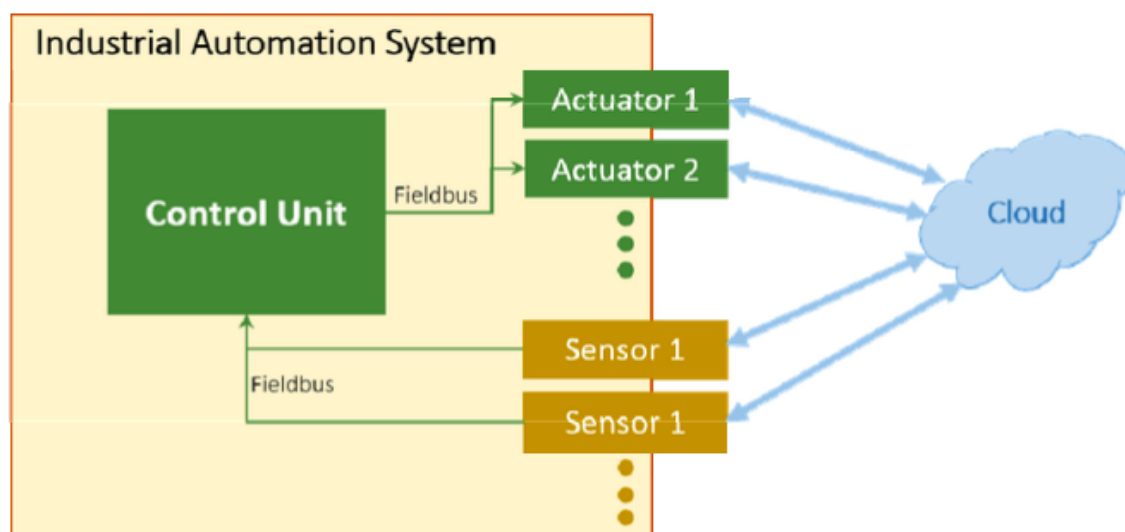 Industrial Automation System
Actuator 1
Actuator 2
Fieldbus
Control Unit
Cloud
Sensor 1
Fieldbus
Sensor 1